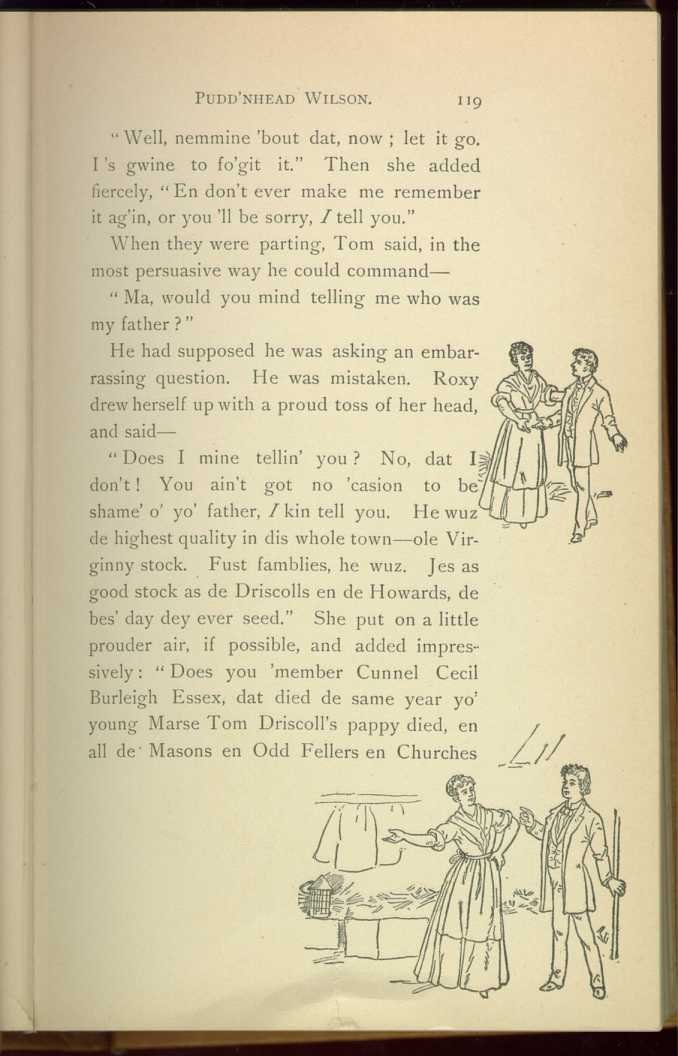 PUDD'NHEAD WILSON. 119
“Well, nemmine 'bout dat, now ; let it go.
I 's gwine to fo'git it.” Then she added
fiercely, “En don't ever make me remember
it ag'in, or you 'll be sorry, I tell you.”
When they were parting, Tom said, in the
most persuasive way he could command—
“Ma, would you mind telling me who was
my father ?”
He had supposed he was asking an embar-
rassing question. He was mistaken. Roxy
drew herself up with a proud toss of her head,
and said—
“Does I mine tellin' you ? No, dat I
don't ! You ain't got no 'casion to be
shame' o' yo' father, I kin tell you. He wuz
de highest quality in dis whole town—ole Vir-
ginny stock. Fust famblies, he wuz. Jes as
good stock as de Driscolls en de Howards, de
bes' day dey ever seed.” She put on a little
prouder air, if possible, and added impres-
sively : “Does you 'member Cunnel Cecil
Burleigh Essex, dat died de same year yo'
young Marse Tom Driscoll's pappy died, en
all de Masons en Odd Fellers en Churches